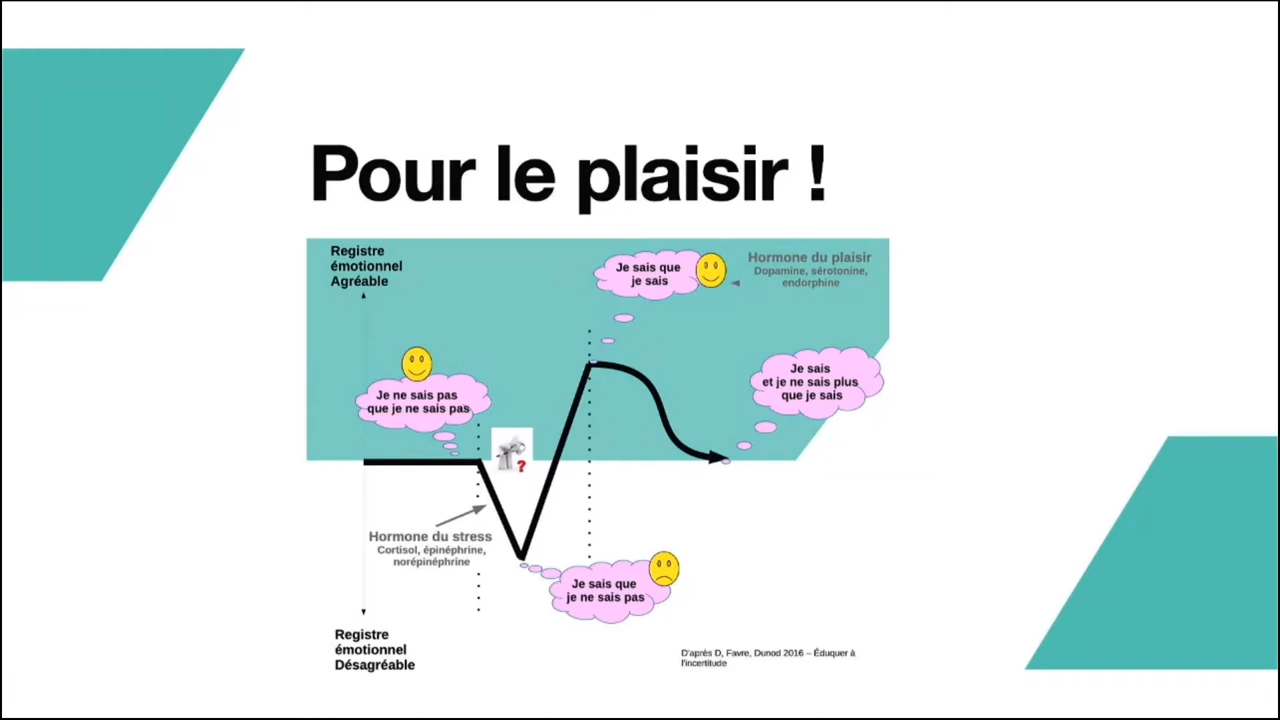 Pour le plaisir !
Registre
émotionnel
Agréable
Je sais que
je sais
Hormone du plaisir
Dopamine, sérotonine,
endorphine
Je ne sais pas
que je ne sais pas
Je sais
et je ne sais plus
que je sais
?
Hormone du stress
Cortisol, épinéphrine,
norépinéphrine
Je sais que
je ne sais pas
Registre
émotionnel
Désagréable
D'après D, Favre, Dunod 2016 – Éduquer à
l'incertitude